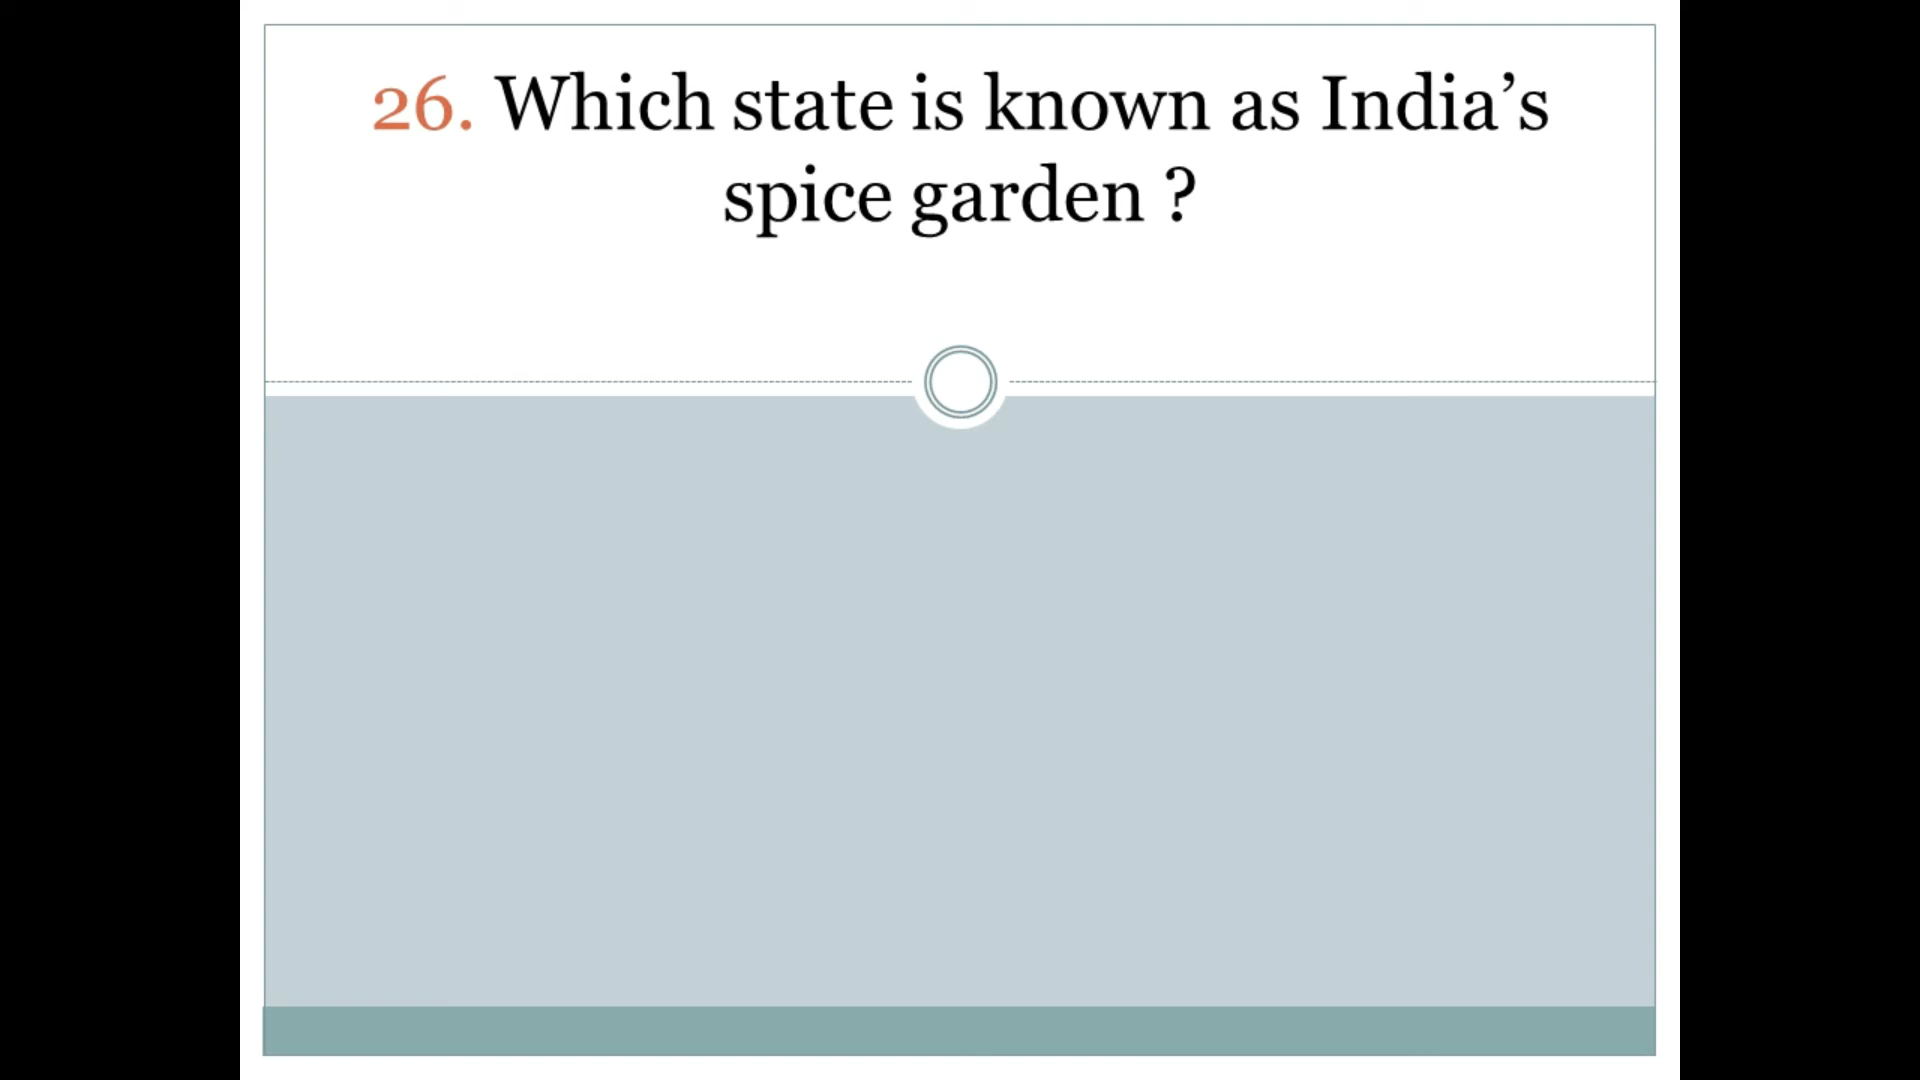 26. Which state is known as India’s
spice garden ?